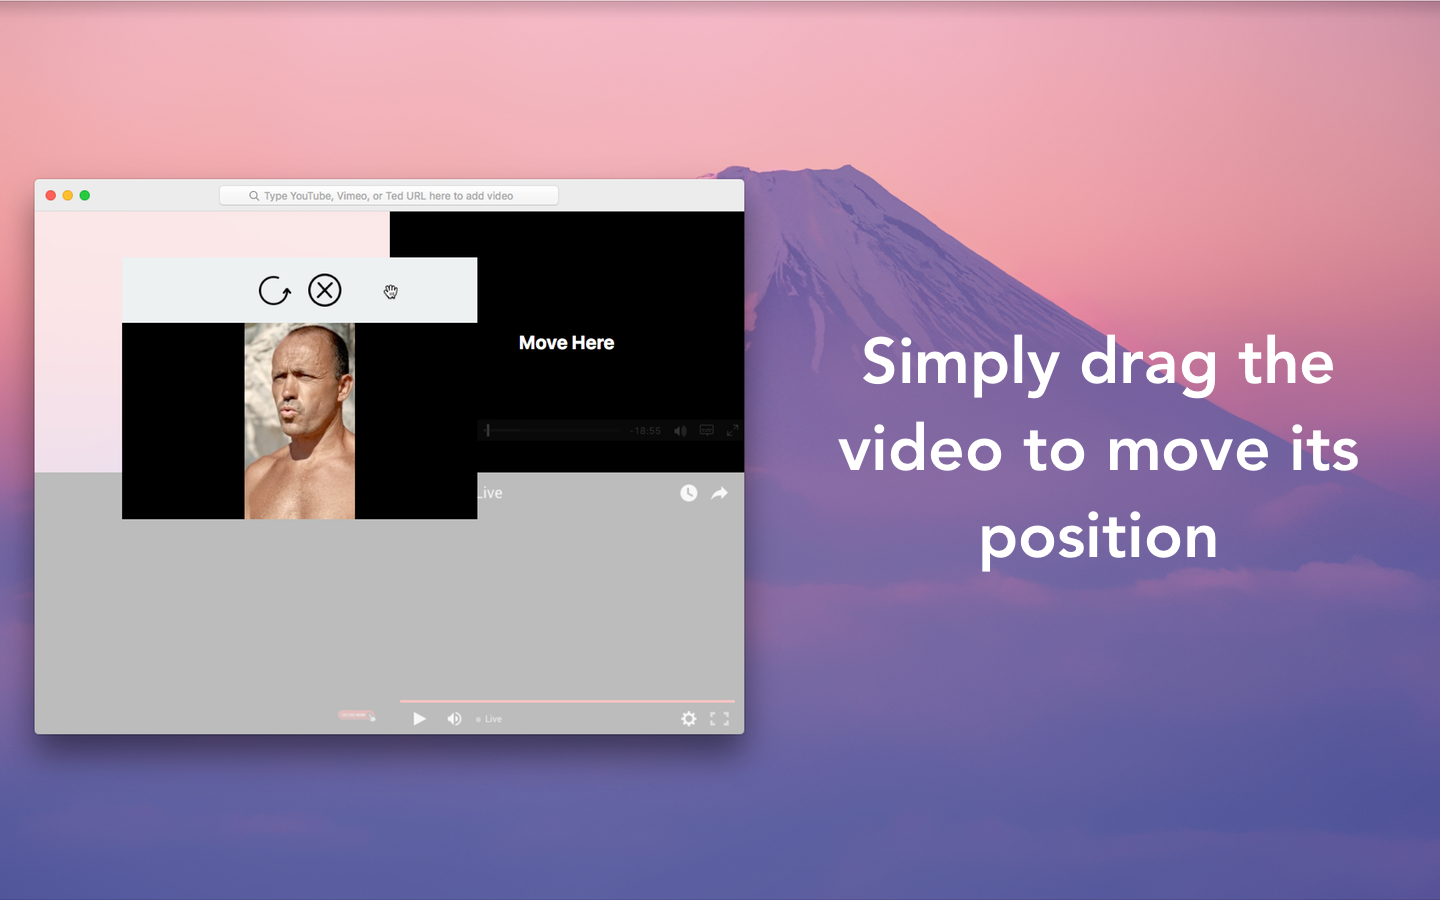 Type YouTube, Vimeo, or Ted URL here to add video
Move Here
-18:55
Live
Live
Simply drag the
video to move its
position